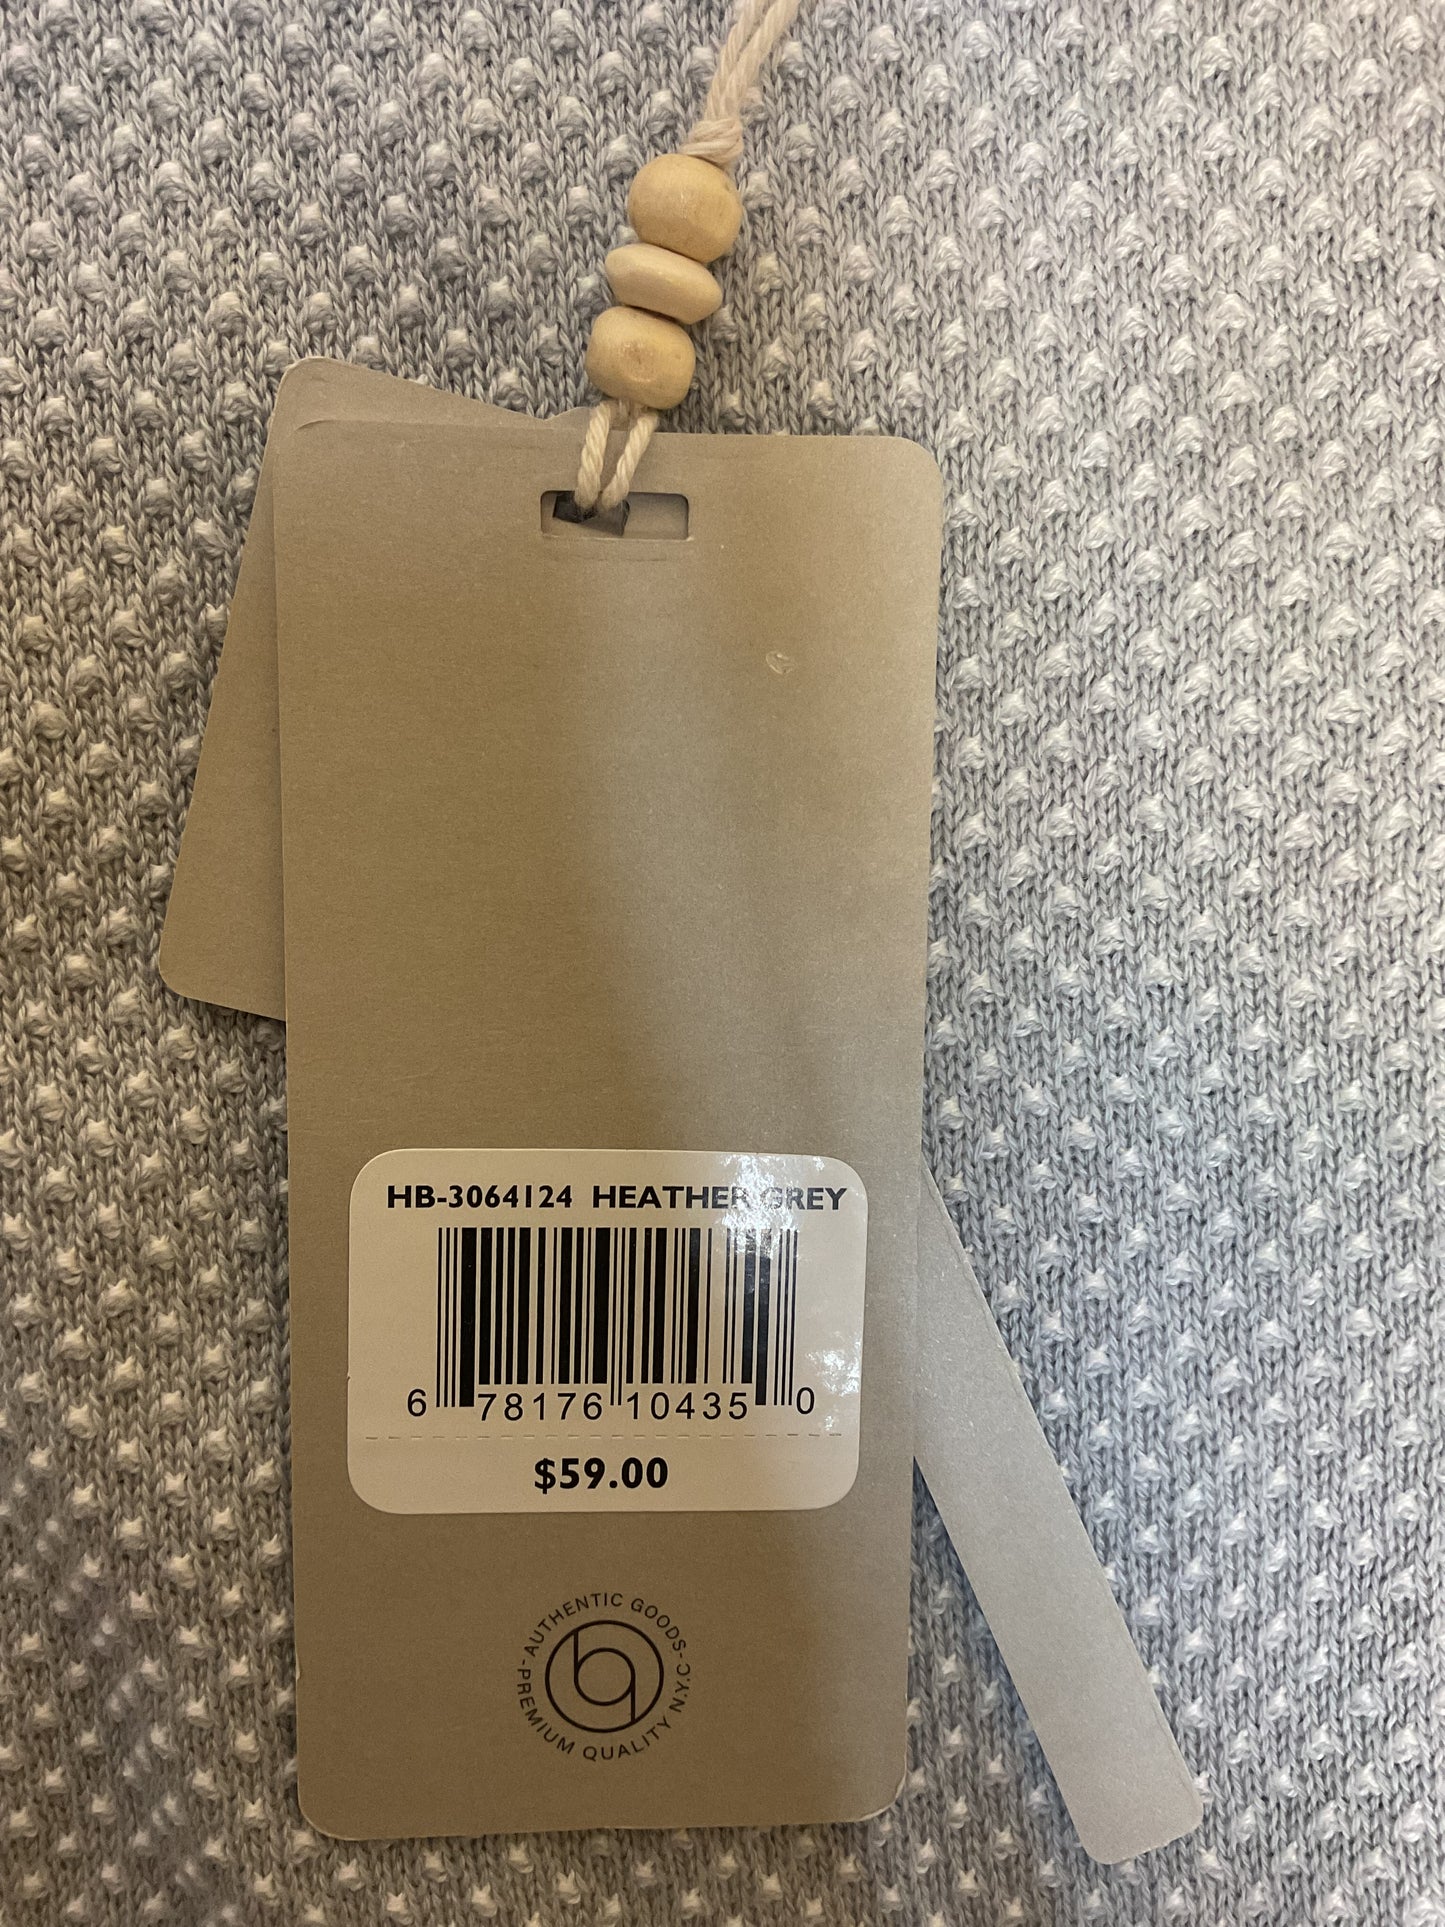 HB-3064124 HEATHER GREY
6 78176 10435 0
$59.00
-AUTHENTIC GOODS-
-PREMIUM QUALITY N.Y.C-